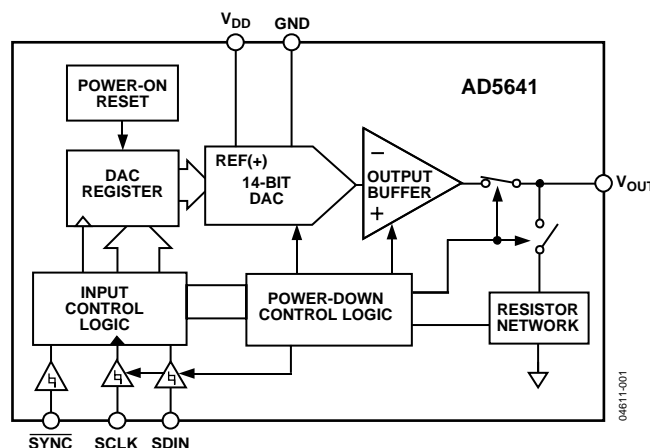 VDD
GND
POWER-ON
RESET
AD5641
DAC
REGISTER
REF(+)
14-BIT
DAC
−
OUTPUT
BUFFER
+
VOUT
INPUT
CONTROL
LOGIC
POWER-DOWN
CONTROL LOGIC
RESISTOR
NETWORK
SYNC
SCLK
SDIN
04611-001